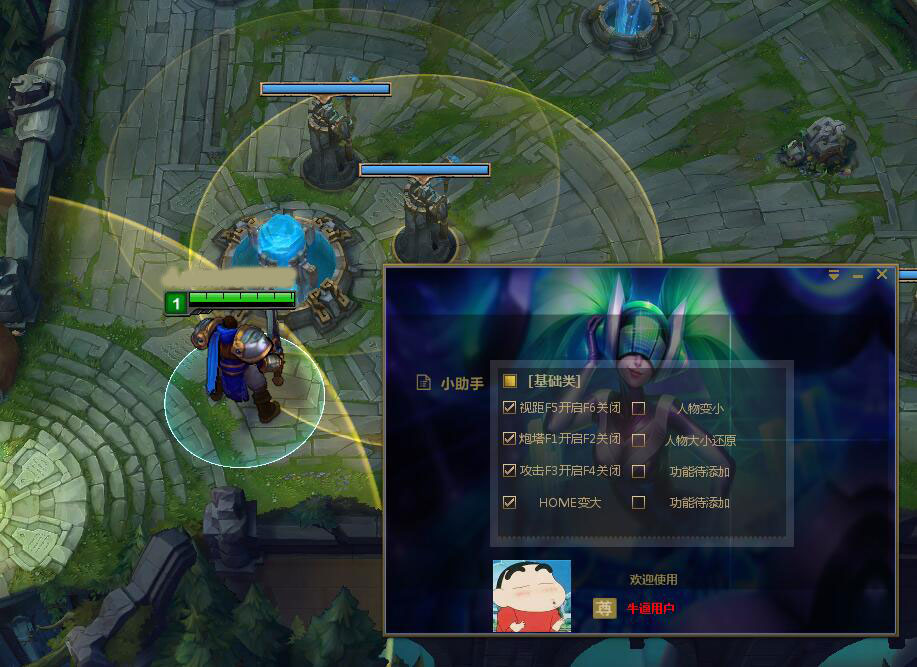 1
小助手
[基础类]
视距F5开启F6关闭 人物变小
炮塔F1开启F2关闭 人物大小还原
攻击F3开启F4关闭 功能待添加
HOME变大 功能待添加
欢迎使用
尊 牛逼用户